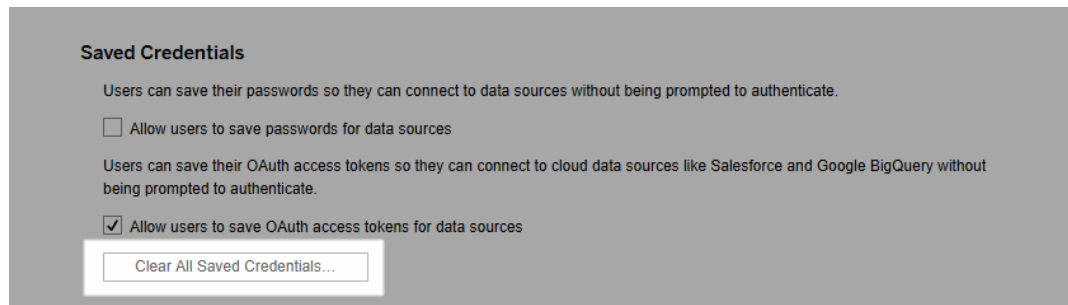 Saved Credentials
Users can save their passwords so they can connect to data sources without being prompted to authenticate.
Allow users to save passwords for data sources
Users can save their OAuth access tokens so they can connect to cloud data sources like Salesforce and Google BigQuery without
being prompted to authenticate.
Allow users to save OAuth access tokens for data sources
Clear All Saved Credentials...